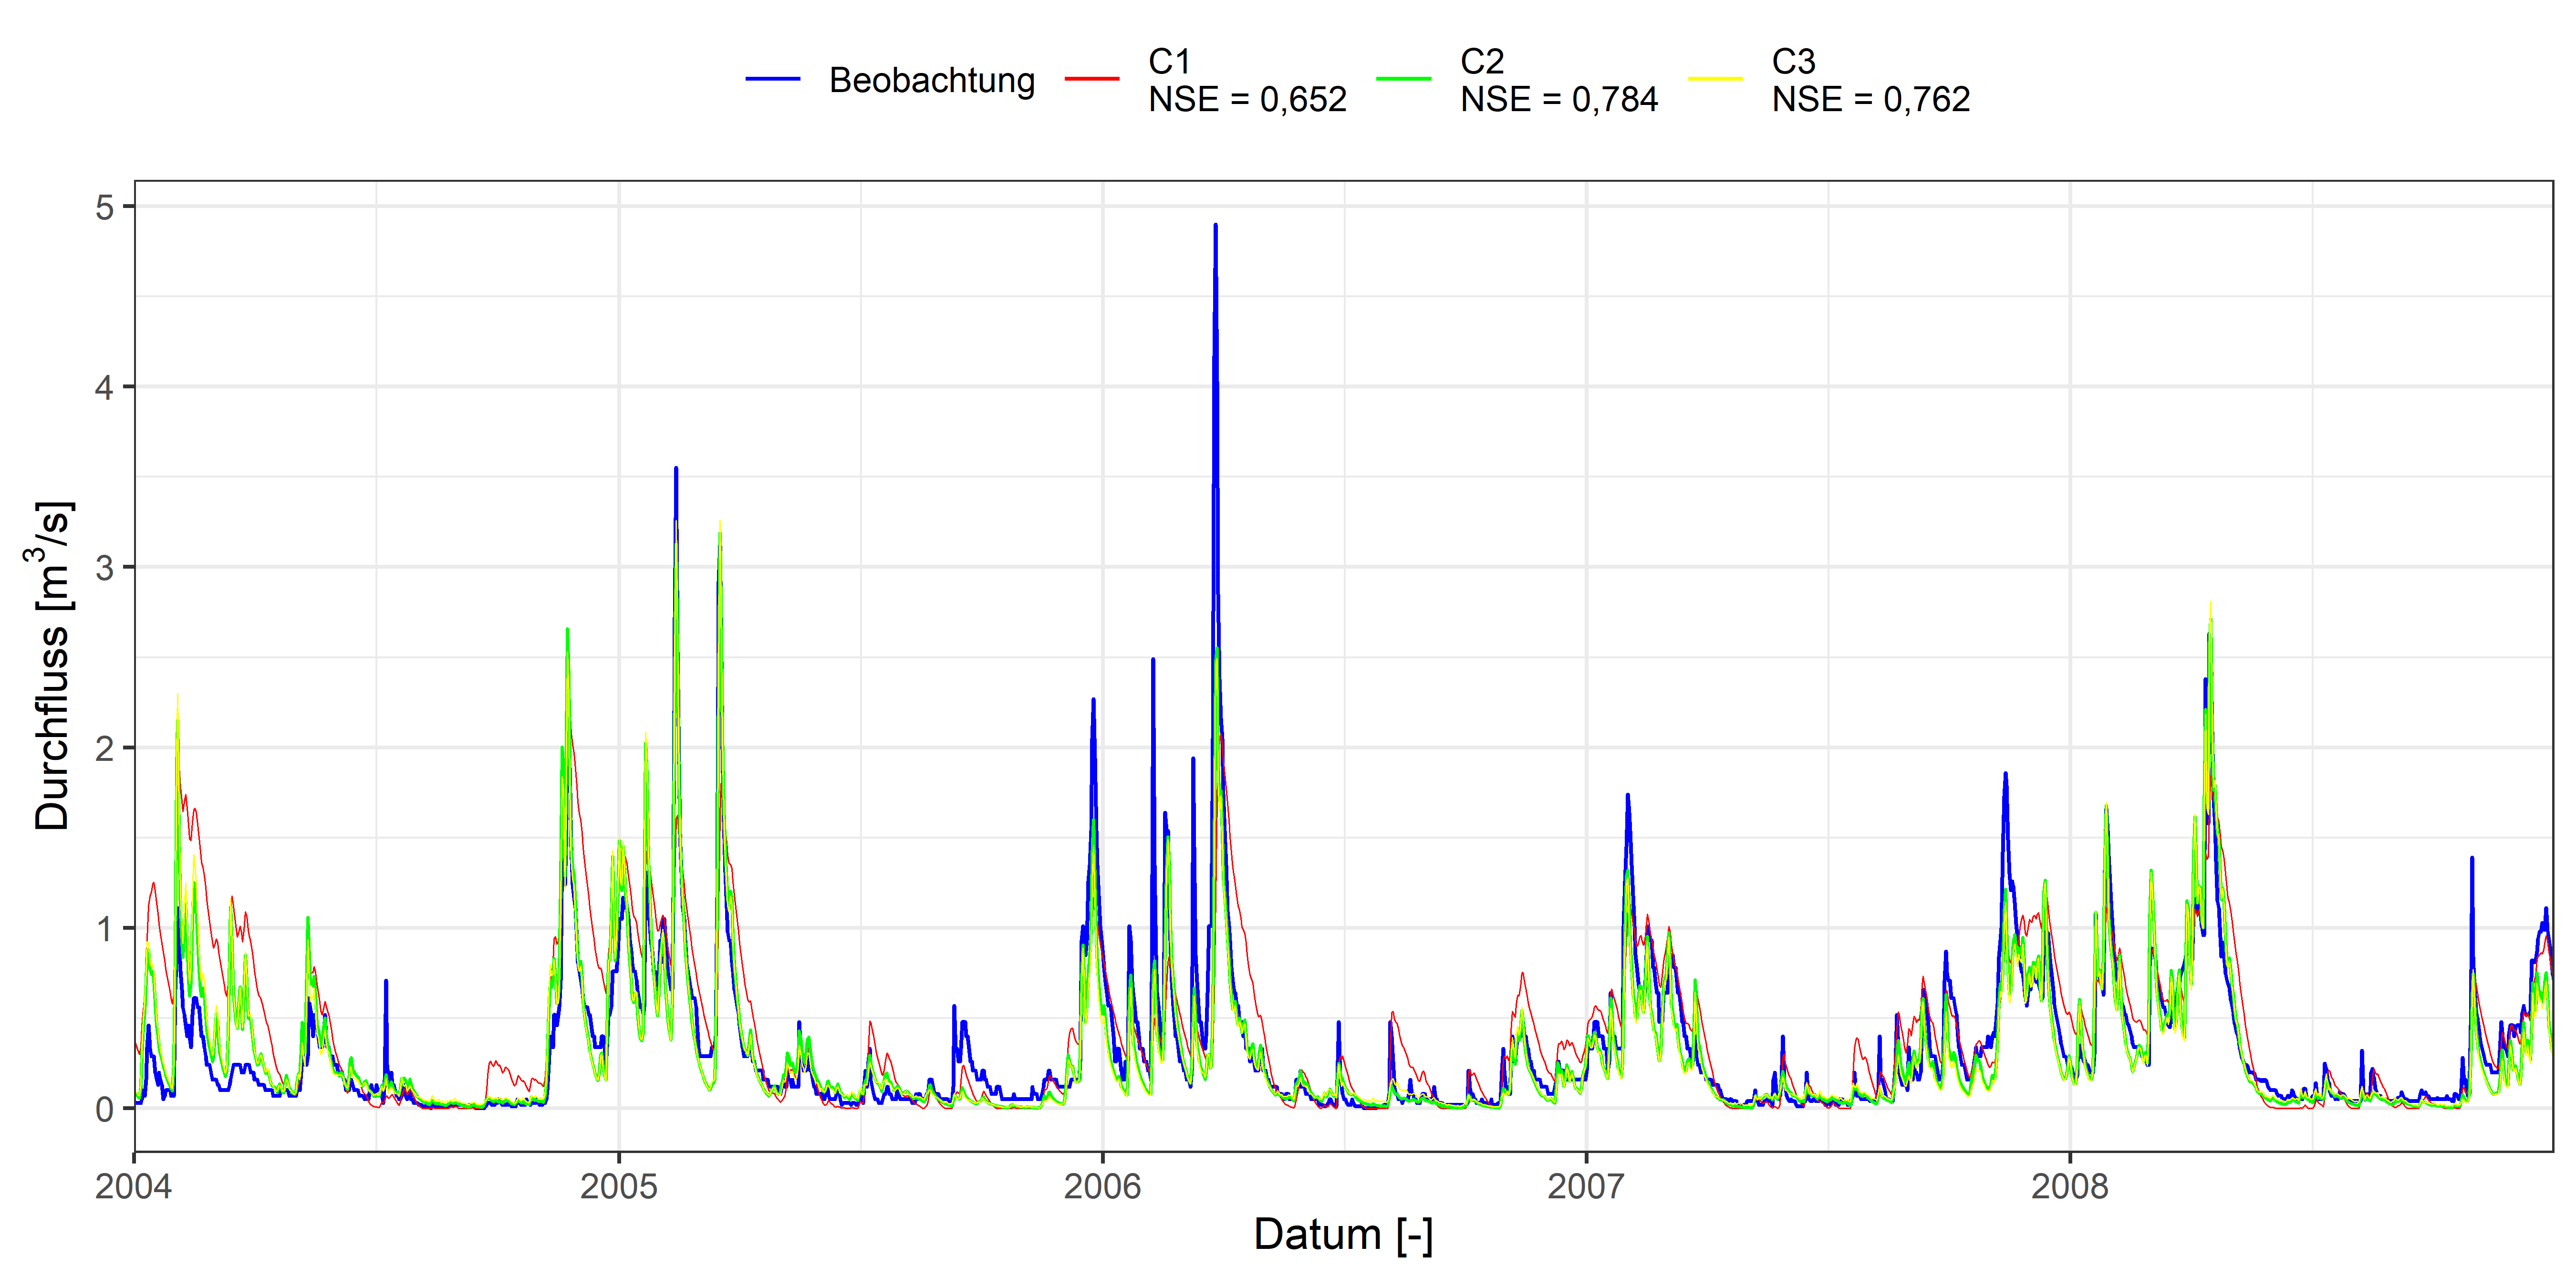 Beobachtung
C1
NSE = 0,652
C2
NSE = 0,784
C3
NSE = 0,762
Durchfluss [m³/s]
5
4
3
2
1
0
2004
2005
2006
2007
2008
Datum [-]